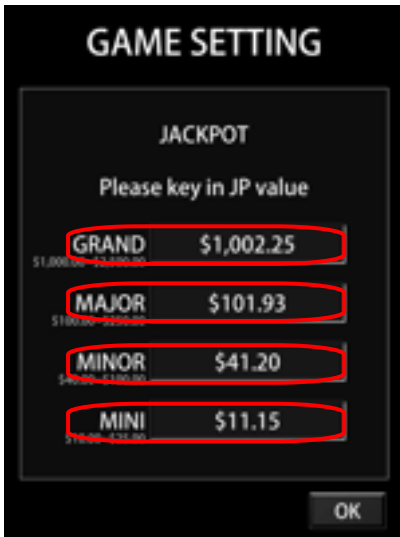 GAME SETTING
JACKPOT
Please key in JP value
GRAND $1,002.25
MAJOR $101.93
MINOR $41.20
MINI $11.15
OK